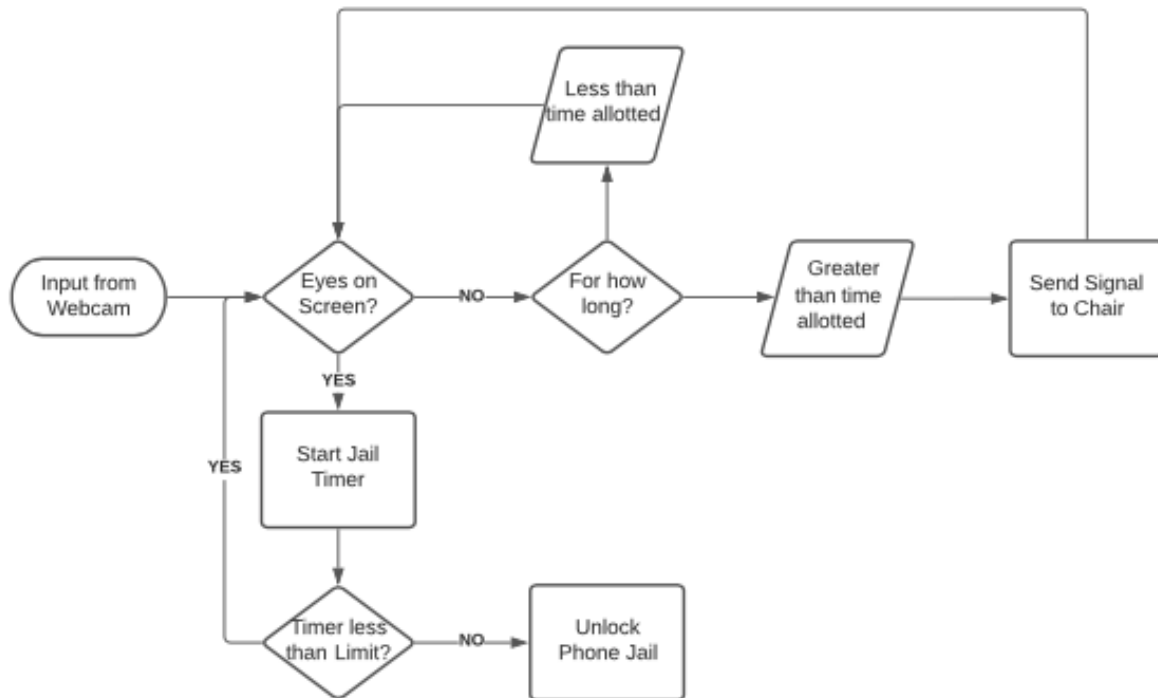 Less than
time allotted
Input from
Webcam
Eyes on
Screen?
NO
For how
long?
Greater
than time
allotted
Send Signal
to Chair
YES
Start Jail
Timer
YES
Timer less
than Limit?
NO
Unlock
Phone Jail